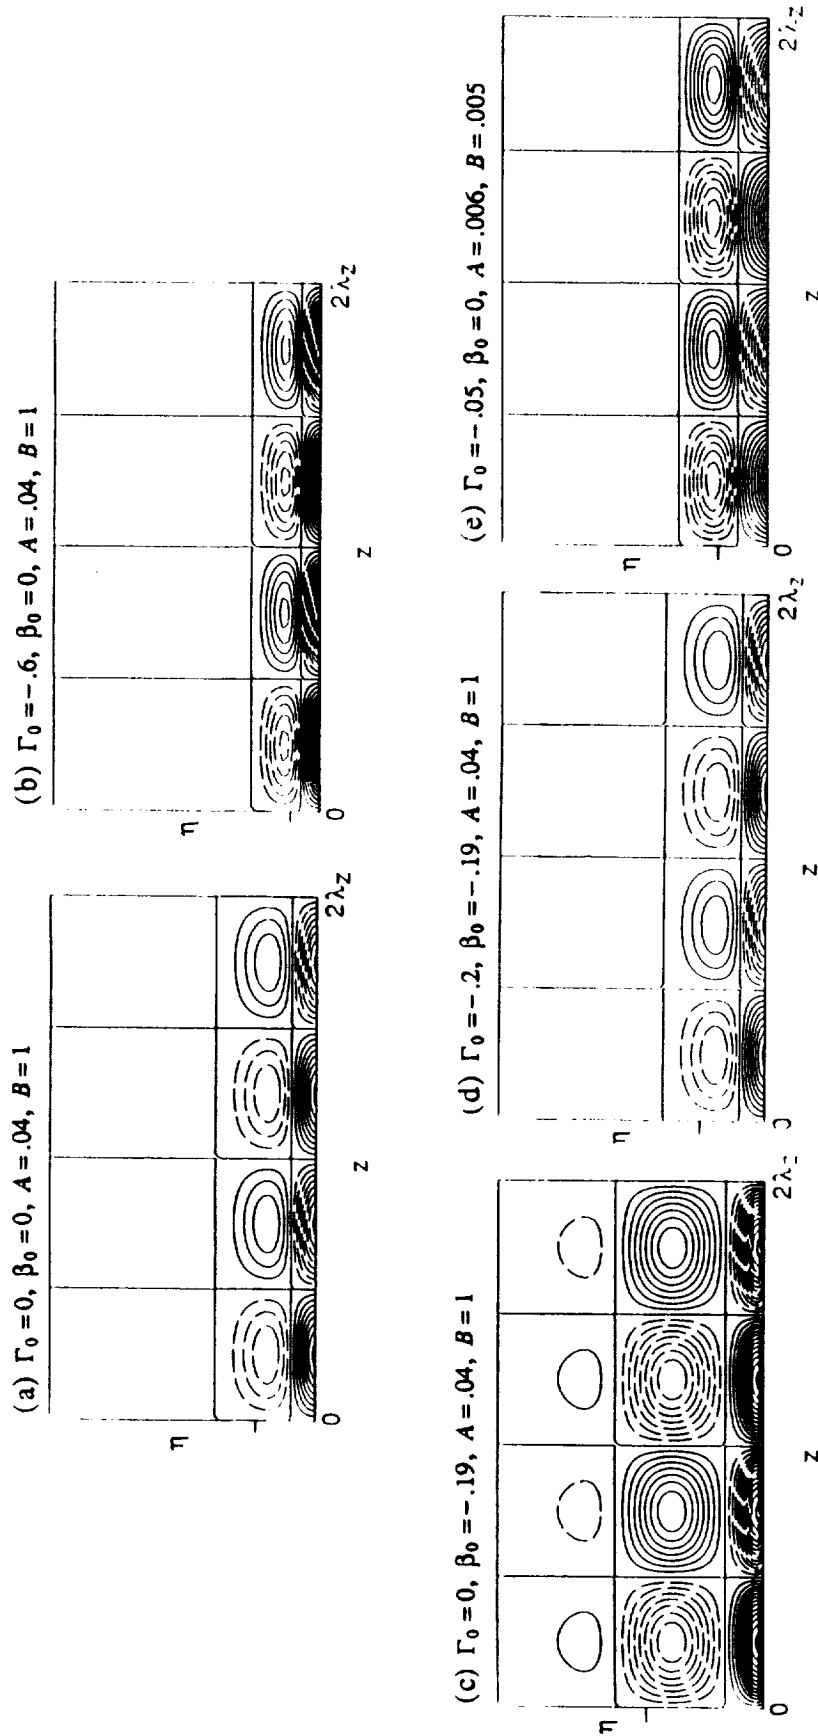 (a) Γ₀=0, β₀=0, A=.04, B=1
η
0
z
2λz
(b) Γ₀=-.6, β₀=0, A=.04, B=1
η
0
z
2λz
(c) Γ₀=0, β₀=-.19, A=.04, B=1
η
0
z
2λz
(d) Γ₀=-.2, β₀=-.19, A=.04, B=1
η
0
z
2λz
(e) Γ₀=-.05, β₀=0, A=.006, B=.005
η
0
z
2λz